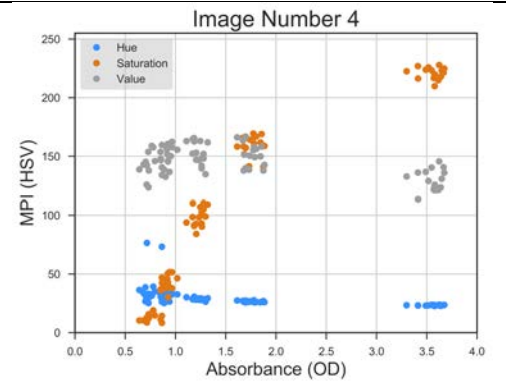 Image Number 4
250
Hue
Saturation
Value
200
150
100
50
0
MPI (HSV)
0.0 0.5 1.0 1.5 2.0 2.5 3.0 3.5 4.0
Absorbance (OD)